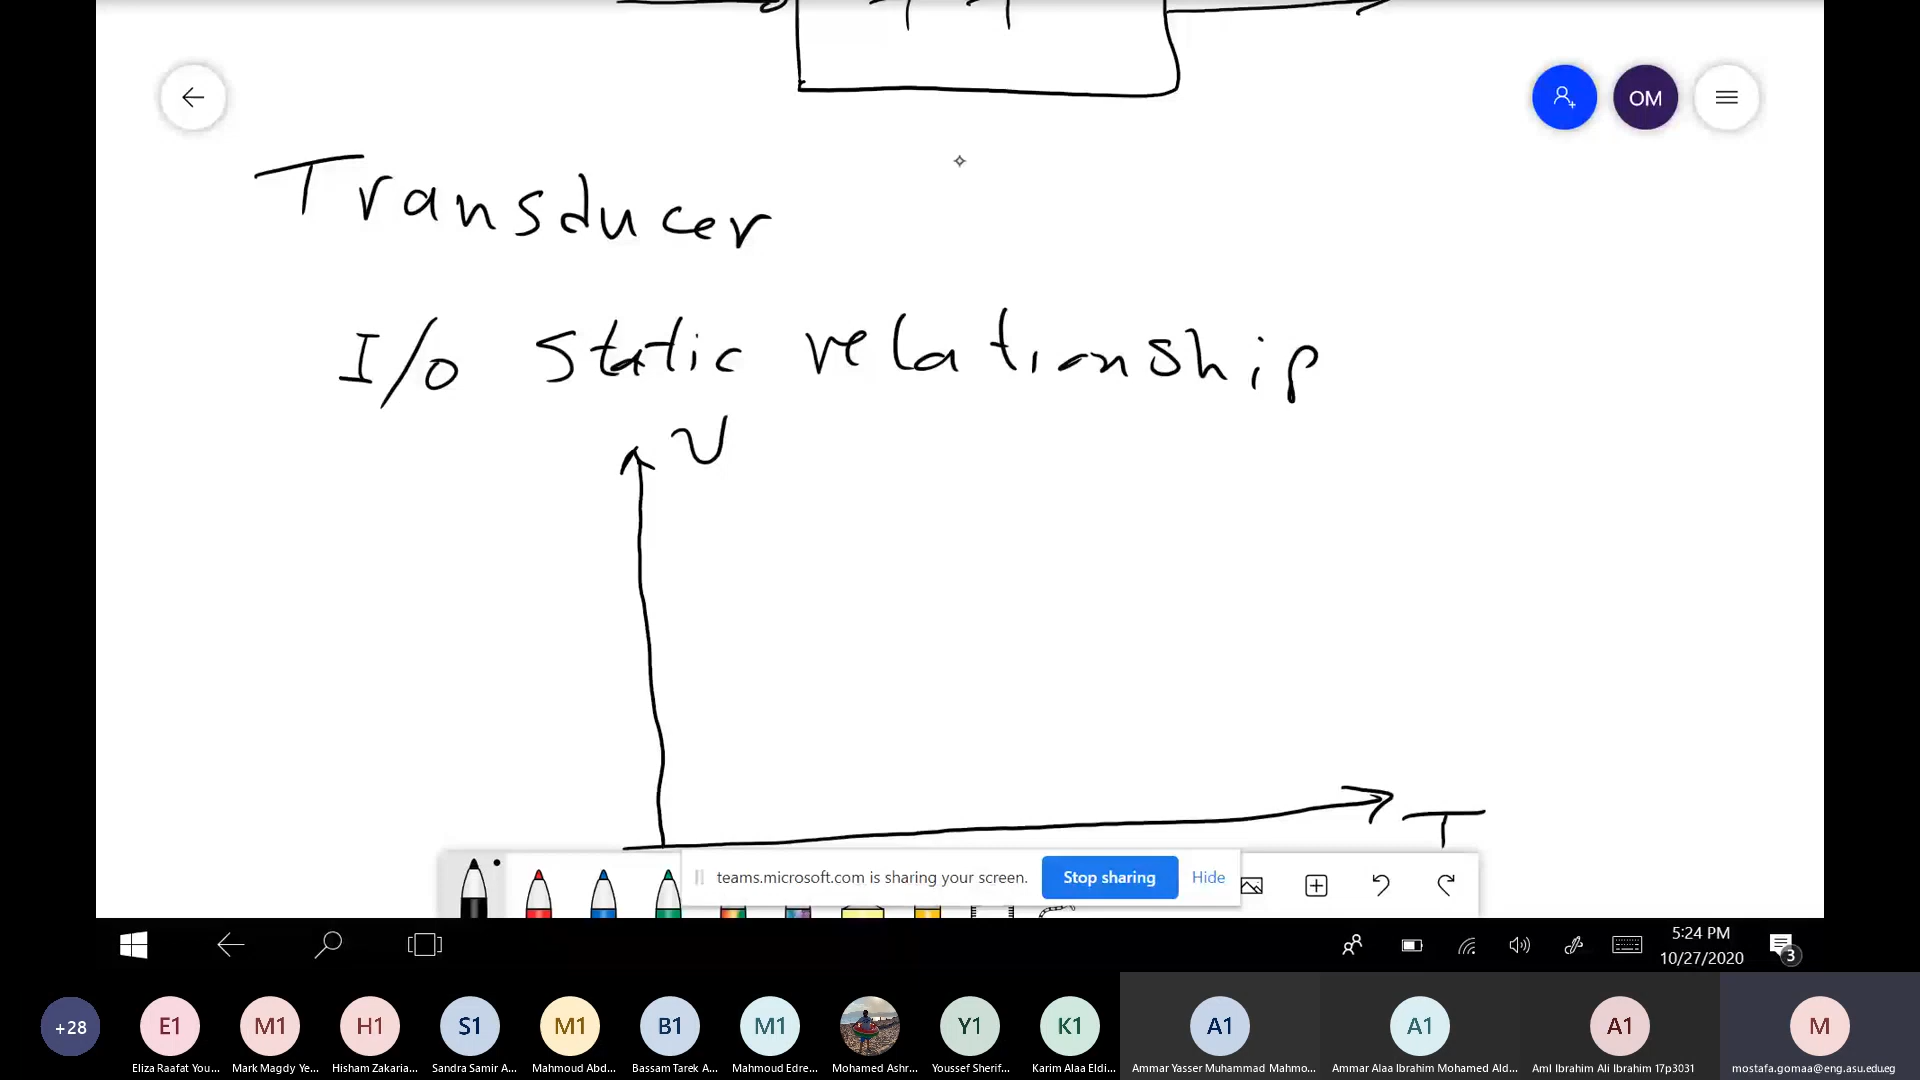 OM
Transducer
I/o static relationship
v
T
teams.microsoft.com is sharing your screen.
Stop sharing
Hide
5:24 PM
10/27/2020
3
+28
E1
M1
H1
S1
M1
B1
M1
Y1
K1
A1
A1
A1
M
Eliza Raafat You...
Mark Magdy Ye...
Hisham Zakaria...
Sandra Samir A...
Mahmoud Abd...
Bassam Tarek A...
Mahmoud Edre...
Mohamed Ashr...
Youssef Sherif...
Karim Alaa Eldi...
Ammar Yasser Muhammad Mahmo...
Ammar Alaa Ibrahim Mohamed Ald...
Aml Ibrahim Ali Ibrahim 17p3031
mostafa.gomaa@eng.asu.edu.eg